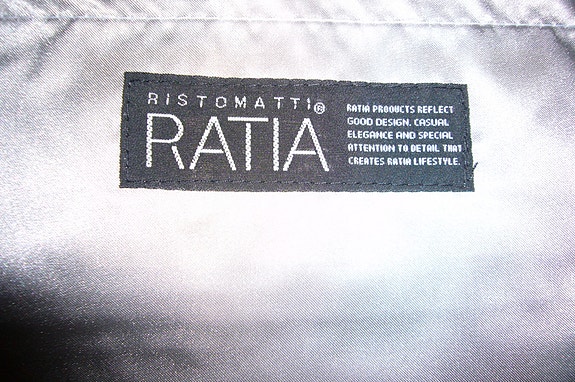 RISTOMATTI®
RATIA
RATIA PRODUCTS REFLECT
GOOD DESIGN, CASUAL
ELEGANCE AND SPECIAL
ATTENTION TO DETAIL THAT
CREATES RATIA LIFESTYLE.